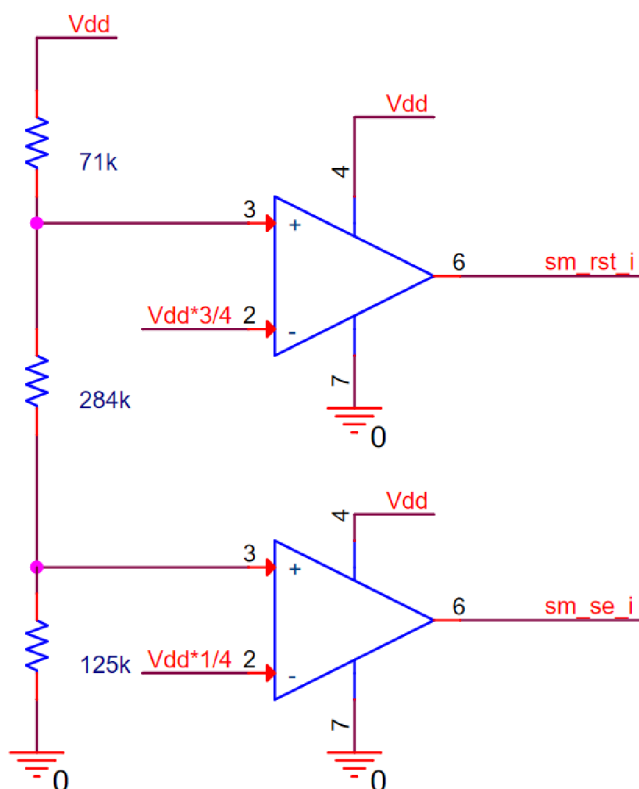 Vdd
Vdd
71k
4
3
+
6
sm_rst_i
Vdd*3/4
2
-
284k
7
0
Vdd
4
3
+
6
sm_se_i
125k
Vdd*1/4
2
-
7
0
0